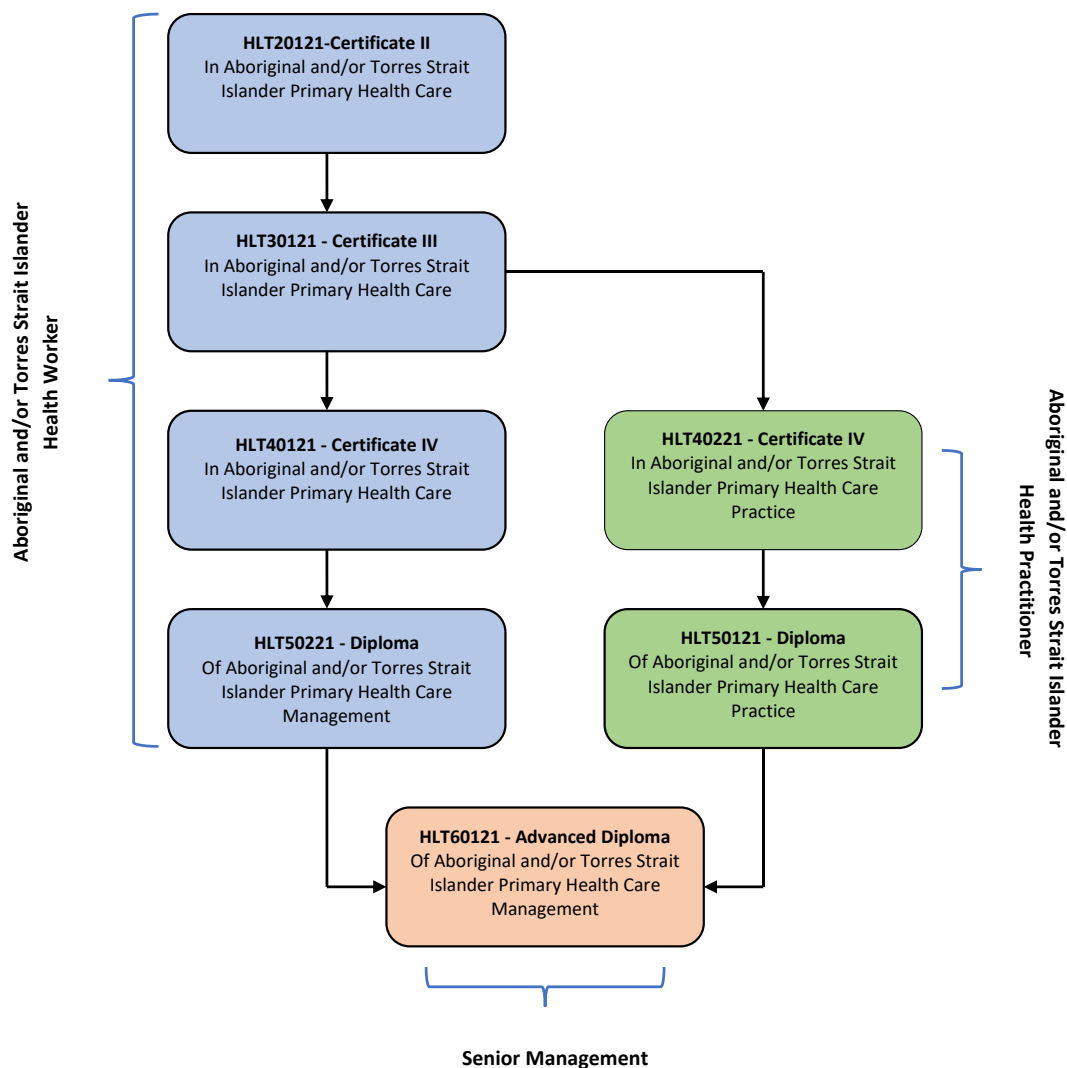 Aboriginal and/or Torres Strait Islander
Health Worker
HLT20121-Certificate II
In Aboriginal and/or Torres Strait
Islander Primary Health Care
HLT30121 - Certificate III
In Aboriginal and/or Torres Strait
Islander Primary Health Care
HLT40121 - Certificate IV
In Aboriginal and/or Torres Strait
Islander Primary Health Care
HLT40221 - Certificate IV
In Aboriginal and/or Torres Strait
Islander Primary Health Care
Practice
HLT50221 - Diploma
Of Aboriginal and/or Torres Strait
Islander Primary Health Care
Management
HLT50121 - Diploma
Of Aboriginal and/or Torres Strait
Islander Primary Health Care
Practice
Aboriginal and/or Torres Strait Islander
Health Practitioner
HLT60121 - Advanced Diploma
Of Aboriginal and/or Torres Strait
Islander Primary Health Care
Management
Senior Management